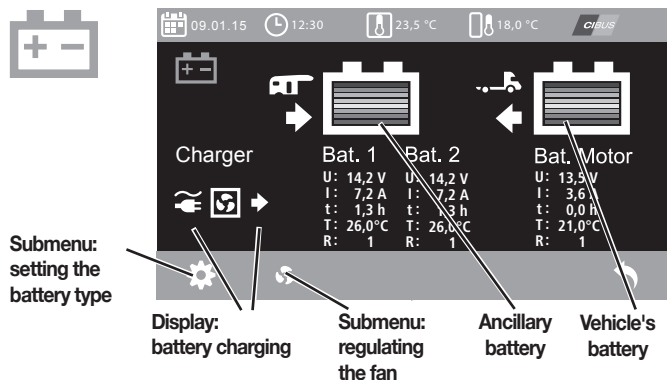 09.01.15 12:30 23,5 °C 18,0 °C CIBUS
Charger Bat. 1 Bat. 2 Bat. Motor
U: 14,2 V U: 14,2 V U: 13,5 V
I: 7,2 A I: 7,2 A I: 3,6 A
t: 1,3 h t: 1,3 h t: 0,0 h
T: 26,0°C T: 26,0°C T: 21,0°C
R: 1 R: 1 R: 1
Submenu:
setting the
battery type
Display:
battery charging
Submenu:
regulating
the fan
Ancillary
battery
Vehicle's
battery